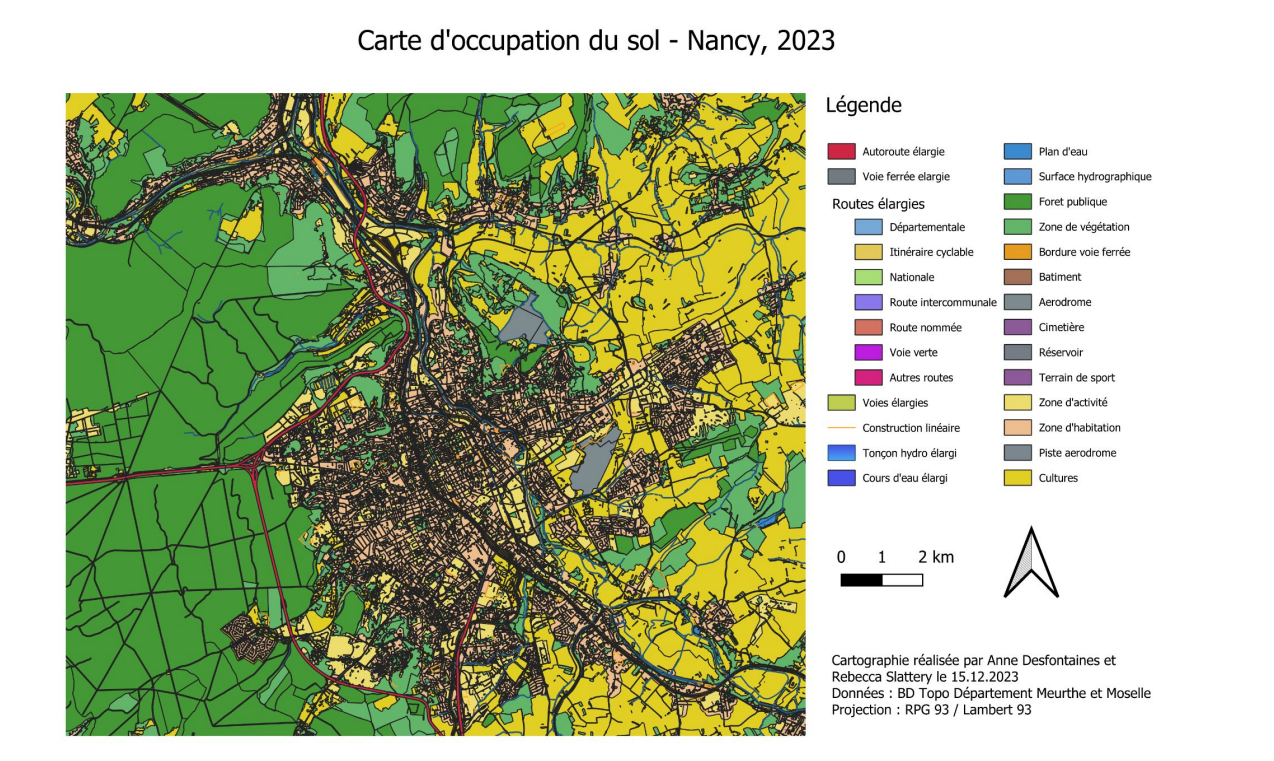 Carte d'occupation du sol - Nancy, 2023
Légende
Autoroute élargie
Voie ferrée elargie
Routes élargies
Départementale
Itinéraire cyclable
Nationale
Route intercommunale
Route nommée
Voie verte
Autres routes
Voies élargies
Construction linéaire
Tonçon hydro élargi
Cours d'eau élargi
Plan d'eau
Surface hydrographique
Foret publique
Zone de végétation
Bordure voie ferrée
Batiment
Aerodrome
Cimetière
Réservoir
Terrain de sport
Zone d'activité
Zone d'habitation
Piste aerodrome
Cultures
0 1 2 km
Cartographie réalisée par Anne Desfontaines et
Rebecca Slattery le 15.12.2023
Données : BD Topo Département Meurthe et Moselle
Projection : RPG 93 / Lambert 93